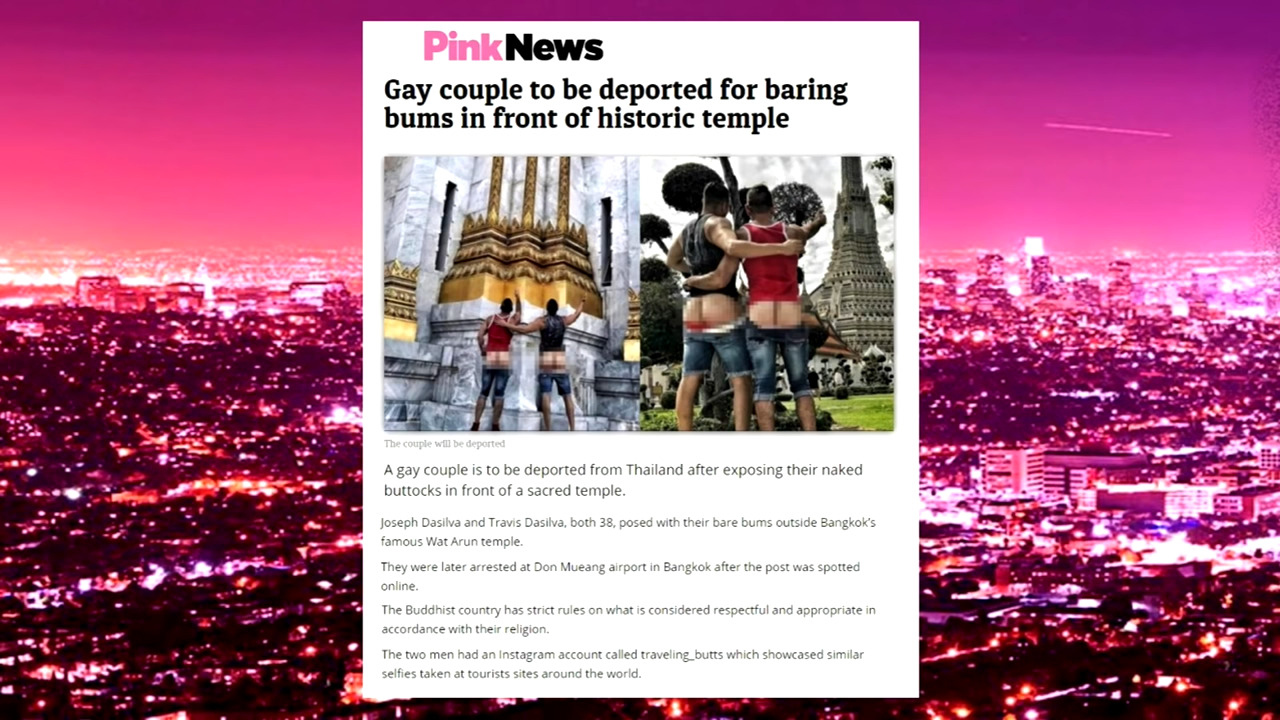 PinkNews
Gay couple to be deported for baring
bums in front of historic temple
The couple will be deported
A gay couple is to be deported from Thailand after exposing their naked
buttocks in front of a sacred temple.
Joseph Dasilva and Travis Dasilva, both 38, posed with their bare bums outside Bangkok's
famous Wat Arun temple.
They were later arrested at Don Mueang airport in Bangkok after the post was spotted
online.
The Buddhist country has strict rules on what is considered respectful and appropriate in
accordance with their religion.
The two men had an Instagram account called traveling_butts which showcased similar
selfies taken at tourists sites around the world.